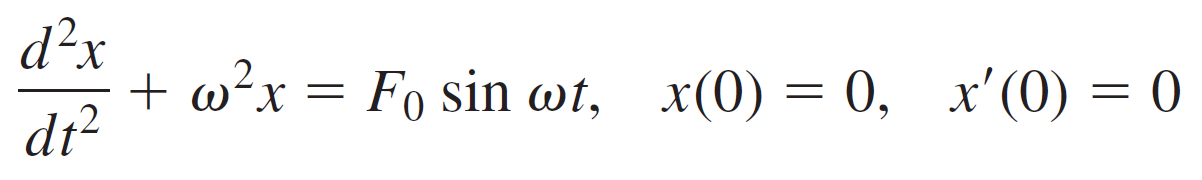 d²x/dt² + ω²x = F₀ sin ωt, x(0) = 0, x′(0) = 0